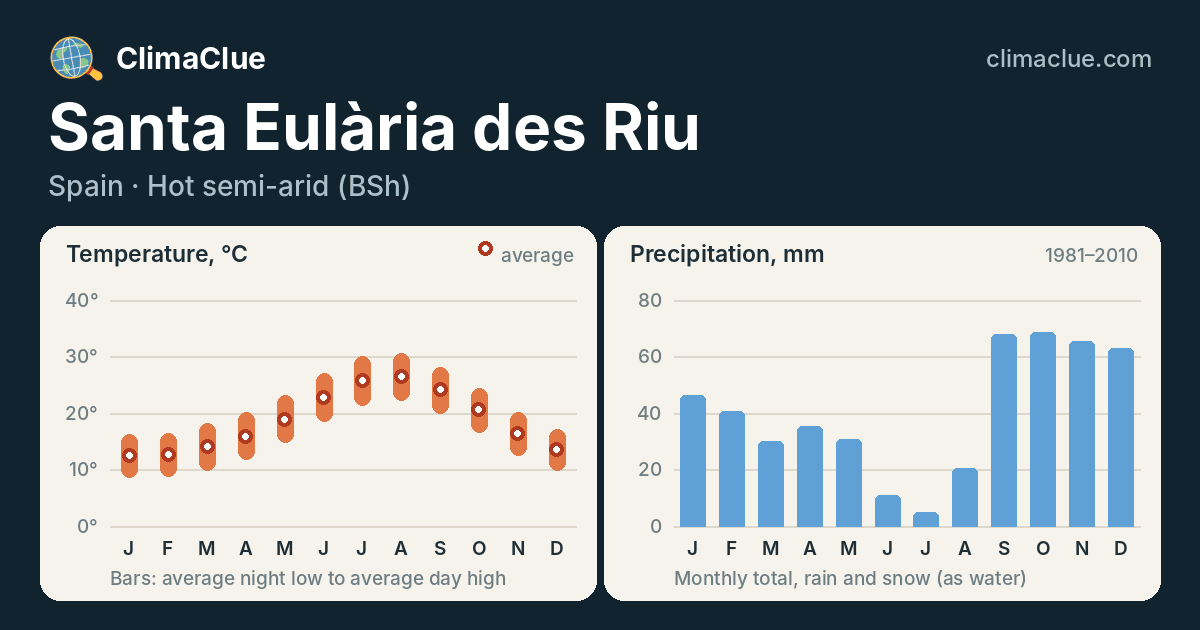 ClimaClue
climaclue.com
Santa Eulària des Riu
Spain · Hot semi-arid (BSh)
Temperature, °C
average
40°
30°
20°
10°
0°
J F M A M J J A S O N D
Bars: average night low to average day high
Precipitation, mm
1981–2010
80
60
40
20
0
J F M A M J J A S O N D
Monthly total, rain and snow (as water)